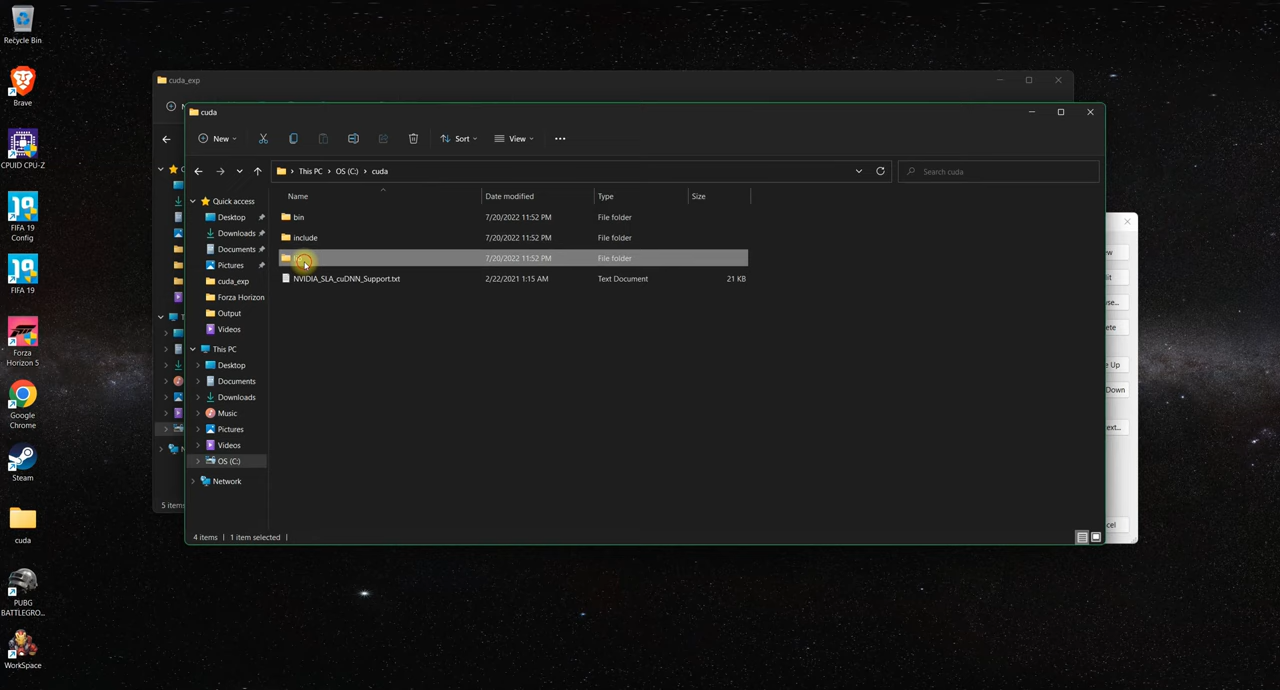 Recycle Bin
Brave
CPUID CPU-Z
FIFA 19
Config
FIFA 19
Forza
Horizon 5
Google
Chrome
Steam
cuda
PUBG
BATTLEGRO...
WorkSpace
cuda_exp
5 items
cuda
New
Sort
View
This PC
OS (C:)
cuda
Search cuda
Name
Date modified
Type
Size
bin
7/20/2022 11:52 PM
File folder
include
7/20/2022 11:52 PM
File folder
7/20/2022 11:52 PM
File folder
NVIDIA_SLA_cuDNN_Support.txt
2/22/2021 1:15 AM
Text Document
21 KB
Quick access
Desktop
Downloads
Documents
Pictures
cuda_exp
Forza Horizon
Output
Videos
This PC
Desktop
Documents
Downloads
Music
Pictures
Videos
OS (C:)
Network
4 items
1 item selected
Down